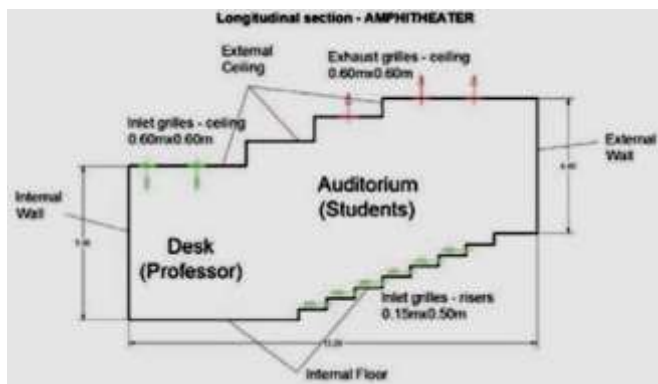 Longitudinal section - AMPHITHEATER
External
Ceiling
Exhaust grilles - ceiling
0.60mx0.60m
Inlet grilles - ceiling
0.60mx0.60m
External
Wall
Internal
Wall
Auditorium
(Students)
Desk
(Professor)
Inlet grilles - risers
0.15mx0.50m
Internal Floor